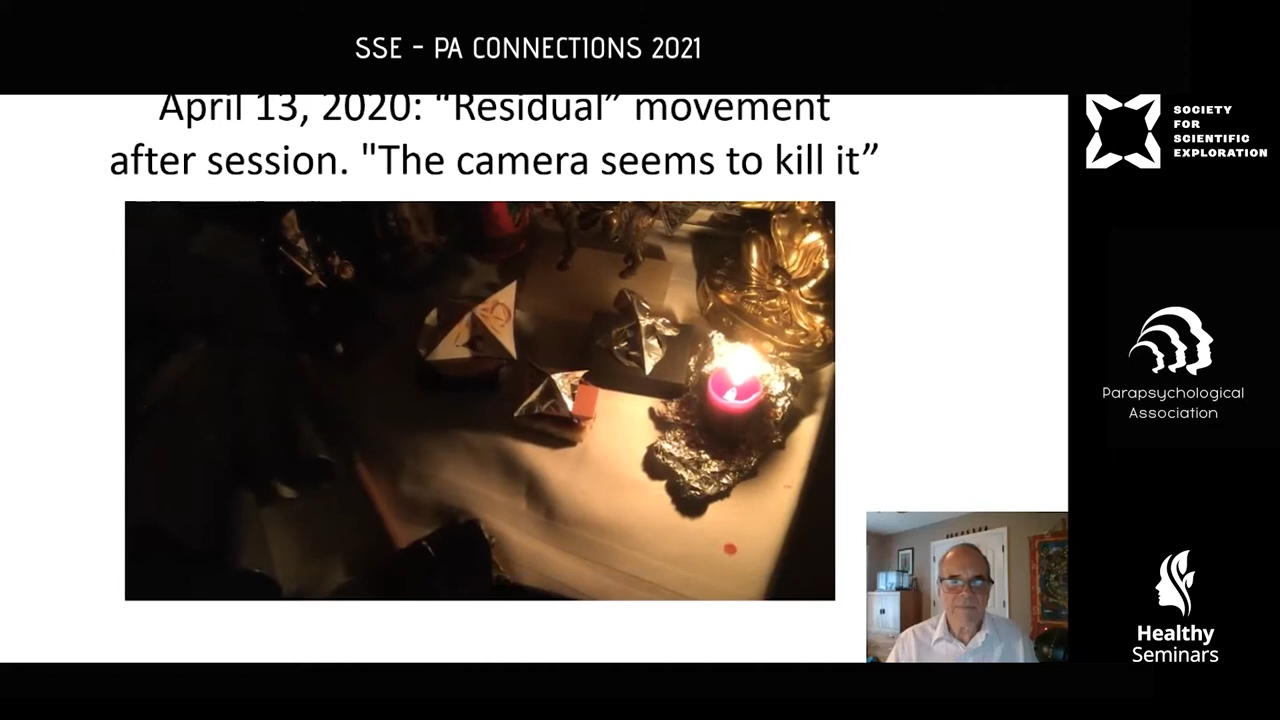 SSE - PA CONNECTIONS 2021
April 13, 2020: “Residual” movement
after session. "The camera seems to kill it”
SOCIETY
FOR
SCIENTIFIC
EXPLORATION
Parapsychological
Association
Healthy
Seminars